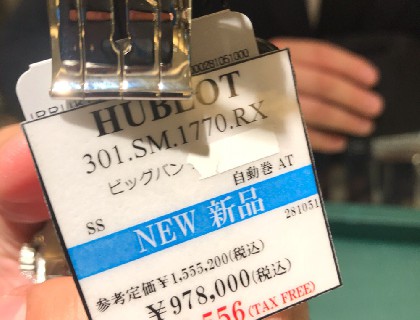 HUBLOT
301.SM.1770.RX
ビッグバン
自動巻 AT
SS
NEW 新品
281051
参考定価¥1,555,200(税込)
¥978,000(税込)
556(TAX FREE)